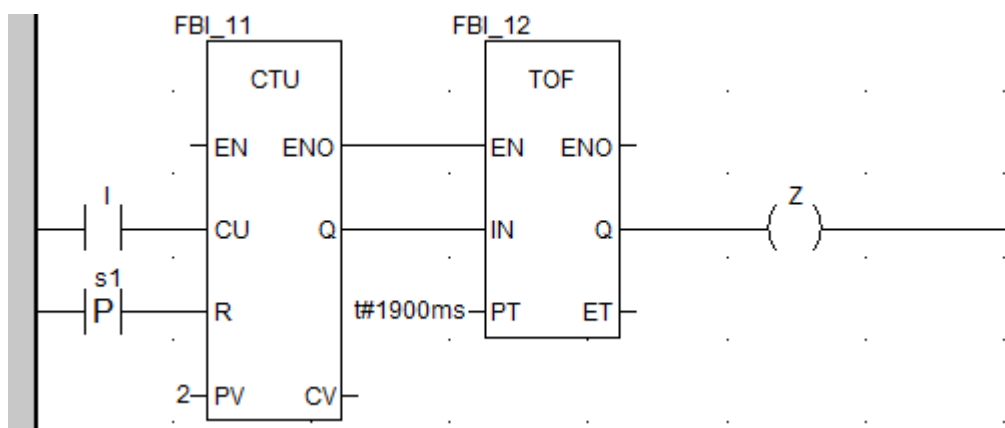 FBI_11 FBI_12
CTU TOF
EN ENO EN ENO
I Z
CU Q IN Q
s1
P R t#1900ms PT ET
2 PV CV